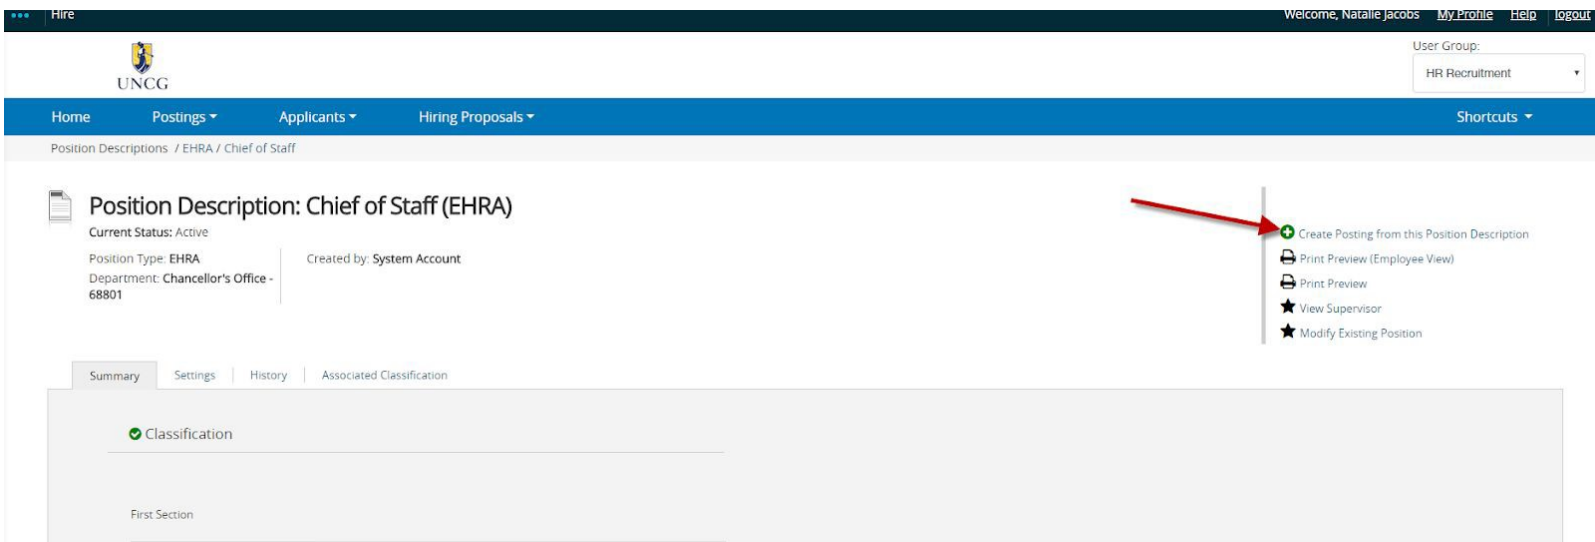 ••• Hire Welcome, Natalie Jacobs My Profile Help logout
User Group:
UNCG HR Recruitment
Home Postings Applicants Hiring Proposals Shortcuts
Position Descriptions / EHRA / Chief of Staff
Position Description: Chief of Staff (EHRA)
Current Status: Active
Position Type: EHRA Created by: System Account
Department: Chancellor's Office -
68801
Create Posting from this Position Description
Print Preview (Employee View)
Print Preview
View Supervisor
Modify Existing Position
Summary Settings History Associated Classification
Classification
First Section